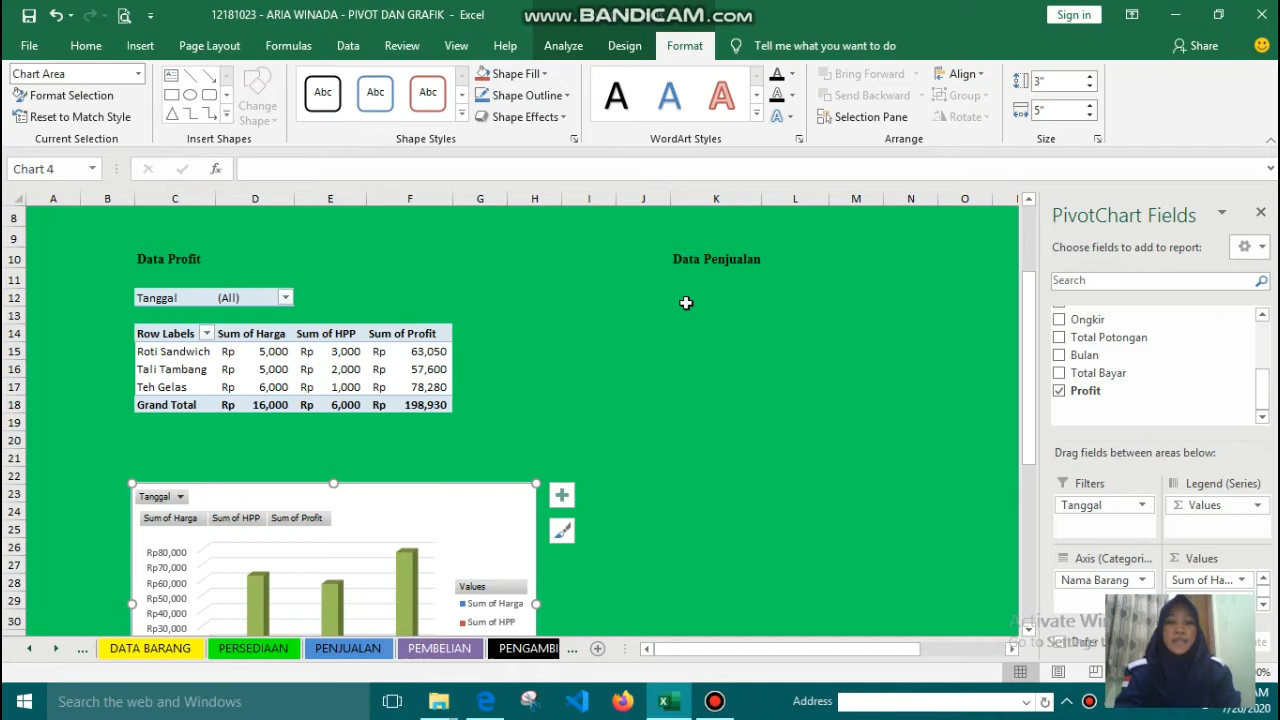 12181023 - ARIA WINADA - PIVOT DAN GRAFIK - Excel
www.BANDICAM.com
Sign in
File Home Insert Page Layout Formulas Data Review View Help Analyze Design Format Tell me what you want to do Share
Chart Area
Format Selection
Reset to Match Style
Current Selection
Change Shape
Insert Shapes
Abc Abc Abc
Shape Fill
Shape Outline
Shape Effects
Shape Styles
A A A
WordArt Styles
Bring Forward
Send Backward
Selection Pane
Align
Group
Rotate
Arrange
3"
5"
Size
Chart 4
fx
A B C D E F G H I J K L M N O
8
9
10 Data Profit Data Penjualan
11
12 Tanggal (All)
13
14 Row Labels Sum of Harga Sum of HPP Sum of Profit
15 Roti Sandwich Rp 5,000 Rp 3,000 Rp 63,050
16 Tali Tambang Rp 5,000 Rp 2,000 Rp 57,600
17 Teh Gelas Rp 6,000 Rp 1,000 Rp 78,280
18 Grand Total Rp 16,000 Rp 6,000 Rp 198,930
19
20
21
22
23
24
25
26
27
28
29
30
Tanggal
Sum of Harga Sum of HPP Sum of Profit
Rp80,000
Rp70,000
Rp60,000
Rp50,000
Rp40,000
Rp30,000
Values
Sum of Harga
Sum of HPP
PivotChart Fields
Choose fields to add to report:
Search
Ongkir
Total Potongan
Bulan
Total Bayar
Profit
Drag fields between areas below:
Filters
Legend (Series)
Tanggal
Σ Values
Axis (Categori...
Σ Values
Nama Barang
Sum of Ha...
Activate Win
Go to Set
... DATA BARANG PERSEDIAAN PENJUALAN PEMBELIAN PENGAMBI ...
Search the web and Windows
Address
7/20/2020